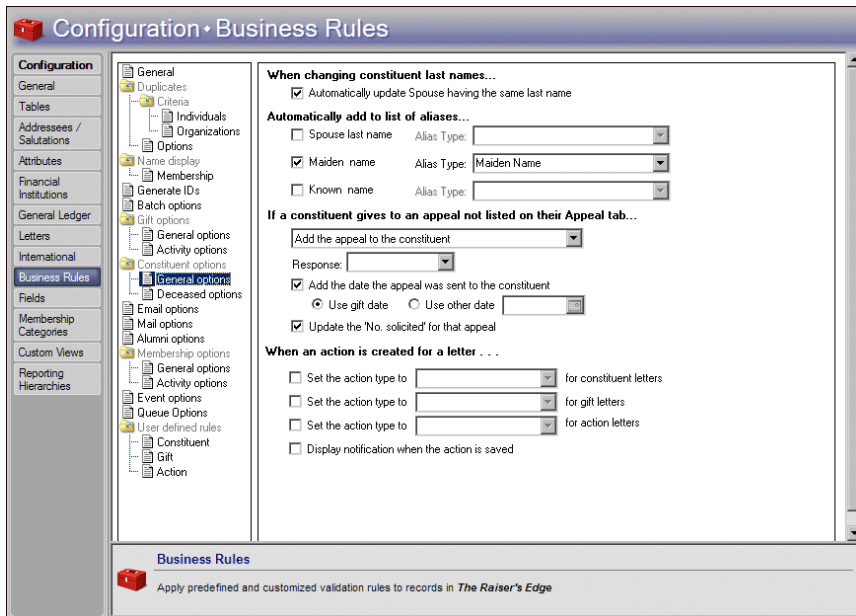 Configuration • Business Rules
Configuration
General
Tables
Addressees /
Salutations
Attributes
Financial
Institutions
General Ledger
Letters
International
Business Rules
Fields
Membership
Categories
Custom Views
Reporting
Hierarchies
General
Duplicates
Criteria
Individuals
Organizations
Options
Name display
Membership
Generate IDs
Batch options
Gift options
General options
Activity options
Constituent options
General options
Deceased options
Email options
Mail options
Alumni options
Membership options
General options
Activity options
Event options
Queue Options
User defined rules
Constituent
Gift
Action
When changing constituent last names...
Automatically update Spouse having the same last name
Automatically add to list of aliases...
Spouse last name Alias Type:
Maiden name Alias Type: Maiden Name
Known name Alias Type:
If a constituent gives to an appeal not listed on their Appeal tab...
Add the appeal to the constituent
Response:
Add the date the appeal was sent to the constituent
Use gift date Use other date
Update the 'No. solicited' for that appeal
When an action is created for a letter . . .
Set the action type to for constituent letters
Set the action type to for gift letters
Set the action type to for action letters
Display notification when the action is saved
Business Rules
Apply predefined and customized validation rules to records in The Raiser's Edge